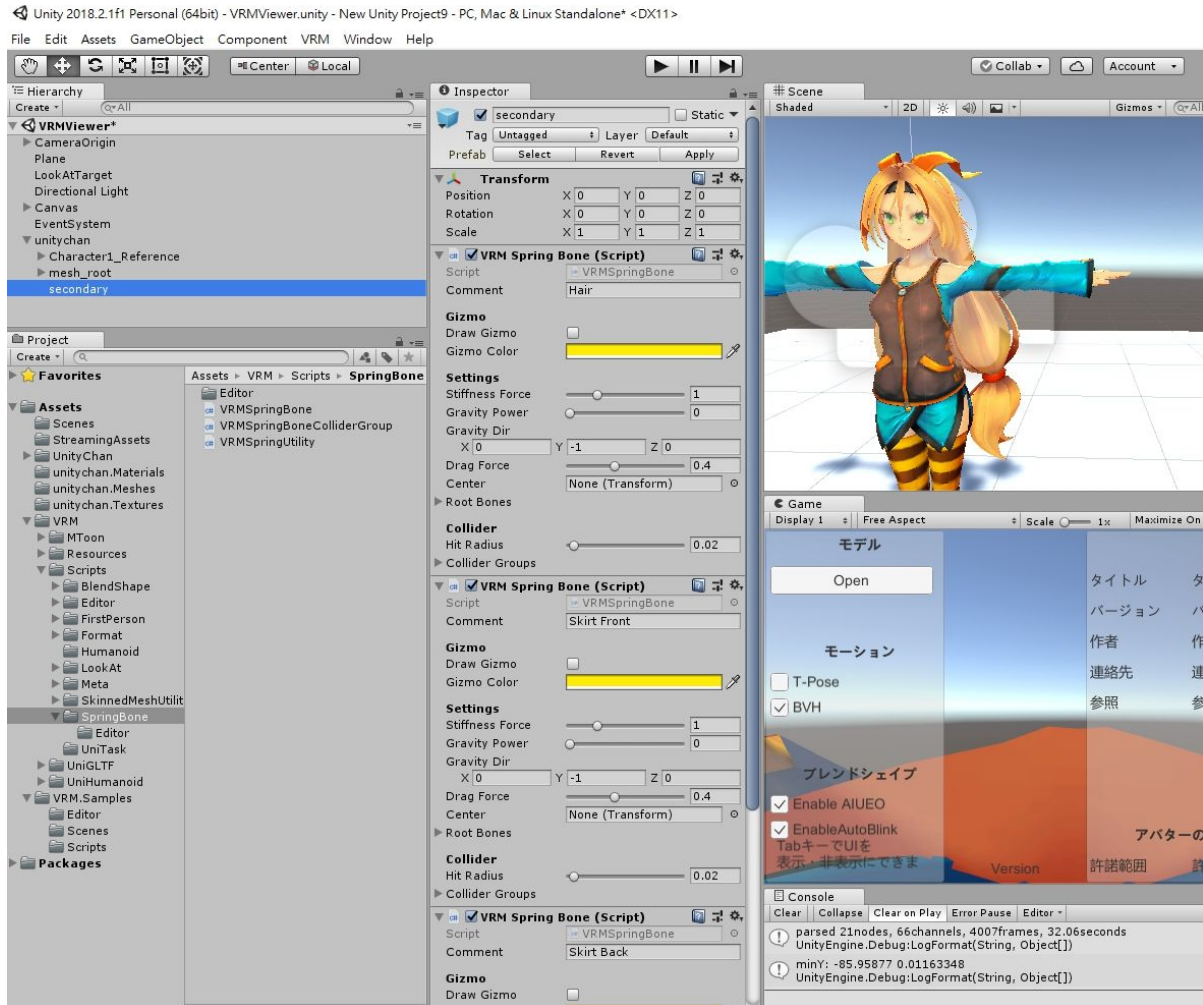 Unity 2018.2.1f1 Personal (64bit) - VRMViewer.unity - New Unity Project9 - PC, Mac & Linux Standalone* <DX11>
File Edit Assets GameObject Component VRM Window Help
Center Local Collab Account
Hierarchy
Create All
VRMViewer*
CameraOrigin
Plane
LookAtTarget
Directional Light
Canvas
EventSystem
unitychan
Character1_Reference
mesh_root
secondary
Project
Create
Favorites
Assets
Scenes
StreamingAssets
UnityChan
unitychan.Materials
unitychan.Meshes
unitychan.Textures
VRM
MToon
Resources
Scripts
BlendShape
Editor
FirstPerson
Format
Humanoid
LookAt
Meta
SkinnedMeshUtilit
SpringBone
Editor
UniTask
UniGLTF
UniHumanoid
VRM.Samples
Editor
Scenes
Scripts
Packages
Assets VRM Scripts SpringBone
Editor
VRMSpringBone
VRMSpringBoneColliderGroup
VRMSpringUtility
Inspector
secondary Static
Tag Untagged Layer Default
Prefab Select Revert Apply
Transform
Position X 0 Y 0 Z 0
Rotation X 0 Y 0 Z 0
Scale X 1 Y 1 Z 1
VRM Spring Bone (Script)
Script VRMSpringBone
Comment Hair
Gizmo
Draw Gizmo
Gizmo Color
Settings
Stiffness Force 1
Gravity Power 0
Gravity Dir
X 0 Y -1 Z 0
Drag Force 0.4
Center None (Transform)
Root Bones
Collider
Hit Radius 0.02
Collider Groups
VRM Spring Bone (Script)
Script VRMSpringBone
Comment Skirt Front
Gizmo
Draw Gizmo
Gizmo Color
Settings
Stiffness Force 1
Gravity Power 0
Gravity Dir
X 0 Y -1 Z 0
Drag Force 0.4
Center None (Transform)
Root Bones
Collider
Hit Radius 0.02
Collider Groups
VRM Spring Bone (Script)
Script VRMSpringBone
Comment Skirt Back
Gizmo
Draw Gizmo
Scene
Shaded 2D Gizmos All
Game
Display 1 Free Aspect Scale 1x Maximize On
モデル
Open
モーション
T-Pose
BVH
ブレンドシェイプ
Enable AIUEO
EnableAutoBlink
TabキーでUIを
表示・非表示にできま
Version
タイトル
バージョン
作者
連絡先
参照
アバターの
許諾範囲
Console
Clear Collapse Clear on Play Error Pause Editor
parsed 21nodes, 66channels, 4007frames, 32.06seconds
UnityEngine.Debug:LogFormat(String, Object[])
minY: -85.95877 0.01163348
UnityEngine.Debug:LogFormat(String, Object[])